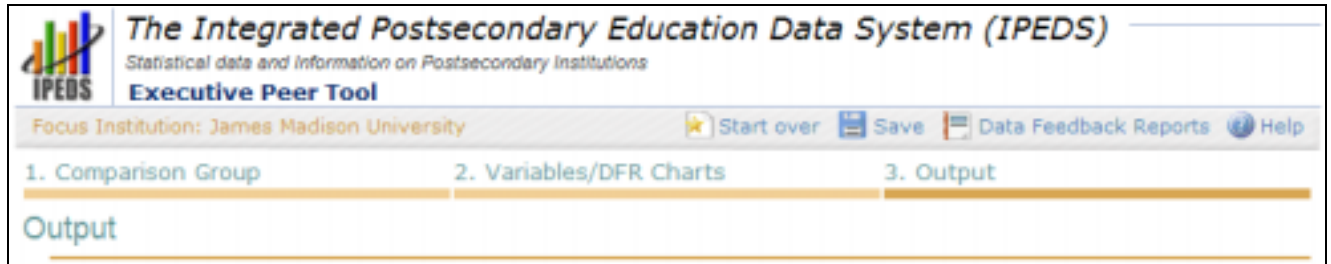 The Integrated Postsecondary Education Data System (IPEDS)
Statistical data and information on Postsecondary Institutions
IPEDS
Executive Peer Tool
Focus Institution: James Madison University Start over Save Data Feedback Reports Help
1. Comparison Group 2. Variables/DFR Charts 3. Output
Output